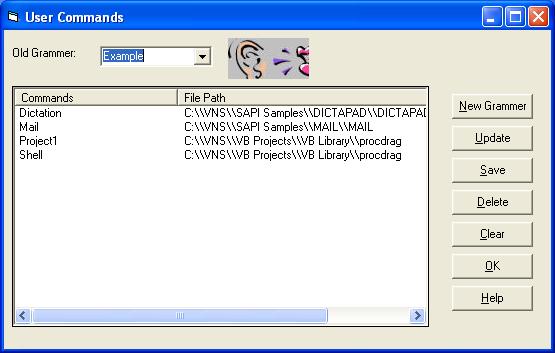 User Commands
Old Grammer: Example
Commands File Path
Dictation C:\\VNS\\SAPI Samples\\DICTAPAD\\DICTAPAD
Mail C:\\VNS\\SAPI Samples\\MAIL\\MAIL
Project1 C:\\VNS\\VB Projects\\VB Library\\procdrag
Shell C:\\VNS\\VB Projects\\VB Library\\procdrag
New Grammer
Update
Save
Delete
Clear
OK
Help